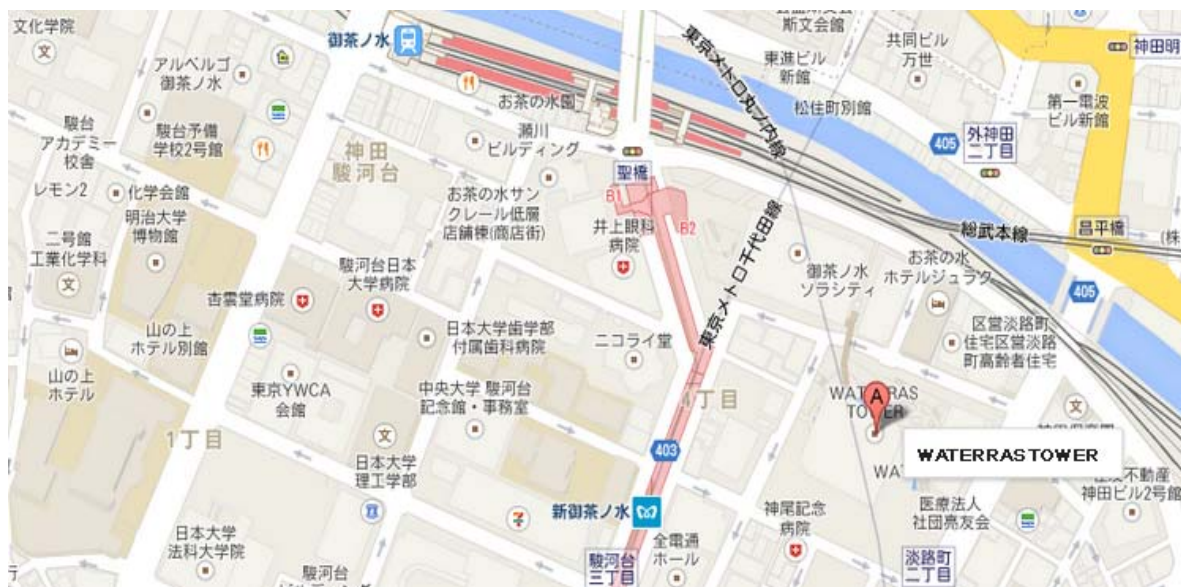 文化学院
アルベルゴ
御茶ノ水
御茶ノ水
駿台
アカデミー
校舎
駿台予備
学校2号館
レモン2
化学会館
明治大学
博物館
二号館
工業化学科
神田
駿河台
お茶の水園
瀬川
ビルディング
お茶の水サン
クレール低層
店舗棟(商店街)
聖橋
B1
B2
井上眼科
病院
東京メトロ丸ノ内線
東京メトロ千代田線
東進ビル
新館
斯文会館
共同ビル
万世
松住町別館
405
外神田
二丁目
第一電波
ビル新館
神田明
昌平橋
総武本線
(株
405
御茶ノ水
ソラシティ
お茶の水
ホテルジュラク
区営淡路町
住宅区営淡路
町高齢者住宅
杏雲堂病院
駿河台日本
大学病院
日本大学歯学部
付属歯科病院
ニコライ堂
山の上
ホテル別館
山の上
ホテル
東京YWCA
会館
中央大学 駿河台
記念館・事務室
1丁目
4丁目
日本大学
理工学部
403
WATERRAS
TOWER
A
WATERRAS TOWER
WAT
新御茶ノ水
駿河台
三丁目
全電通
ホール
神尾記念
病院
医療法人
社団亮友会
淡路町
二丁目
神田ビル2号館
日本大学
法科大学院
駿河台
行